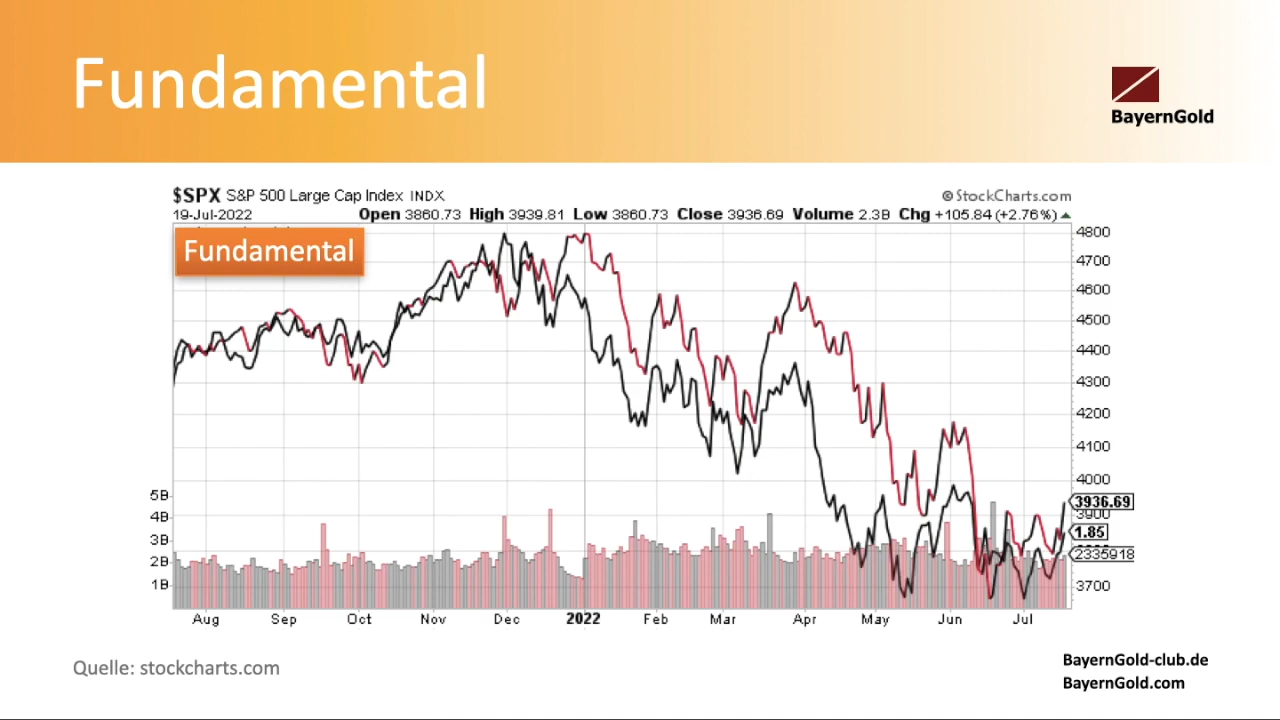 Fundamental
BayernGold
$SPX S&P 500 Large Cap Index INDX
© StockCharts.com
19-Jul-2022 Open 3860.73 High 3939.81 Low 3860.73 Close 3936.69 Volume 2.3B Chg +105.84 (+2.76%)
Fundamental
4800
4700
4600
4500
4400
4300
4200
4100
4000
3936.69
3900
1.85
2335918
3700
5B
4B
3B
2B
1B
Aug Sep Oct Nov Dec 2022 Feb Mar Apr May Jun Jul
Quelle: stockcharts.com
BayernGold-club.de
BayernGold.com